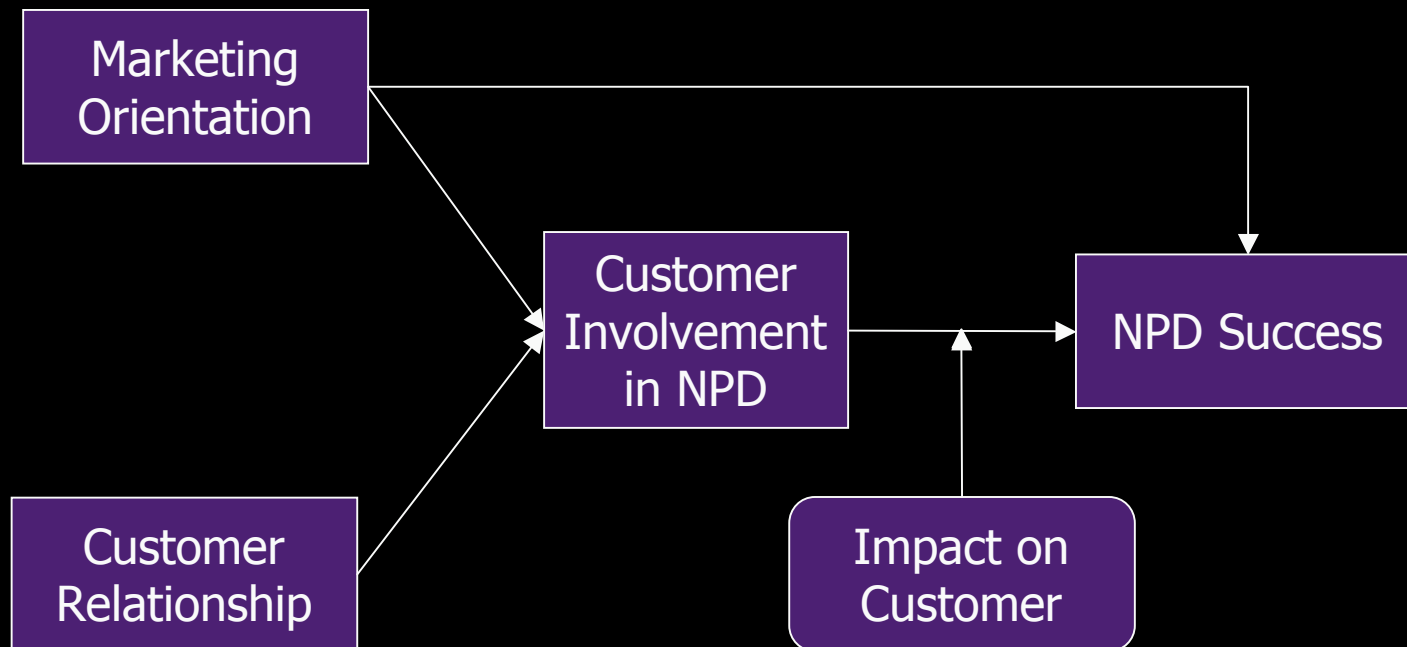 Marketing
Orientation
Customer
Involvement
in NPD
NPD Success
Customer
Relationship
Impact on
Customer